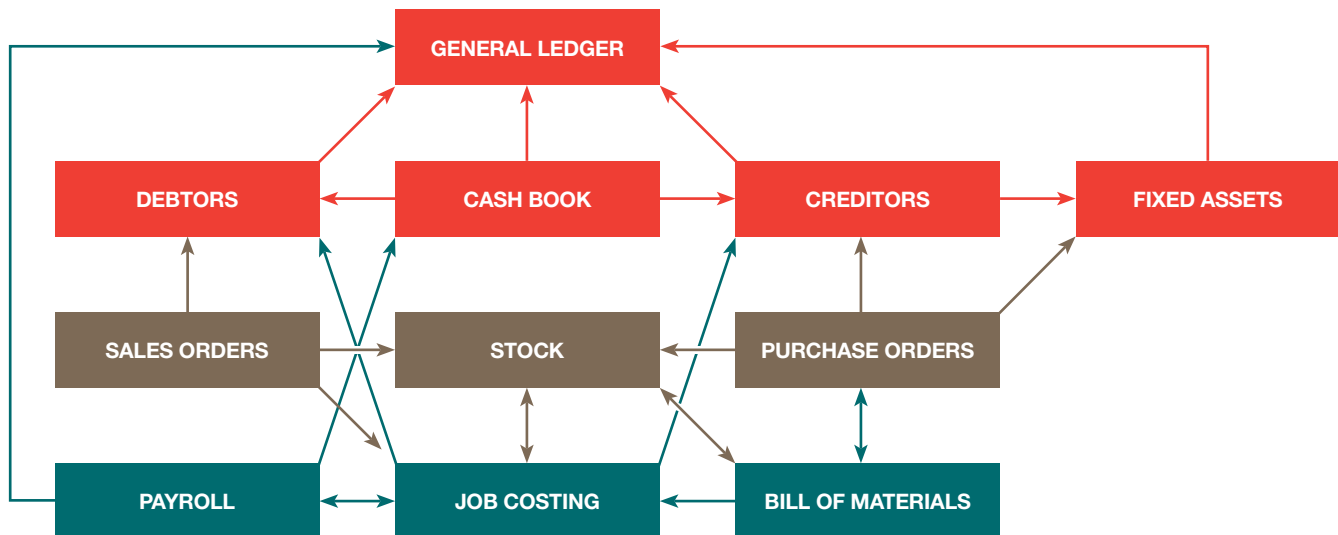 GENERAL LEDGER
DEBTORS
CASH BOOK
CREDITORS
FIXED ASSETS
SALES ORDERS
STOCK
PURCHASE ORDERS
PAYROLL
JOB COSTING
BILL OF MATERIALS